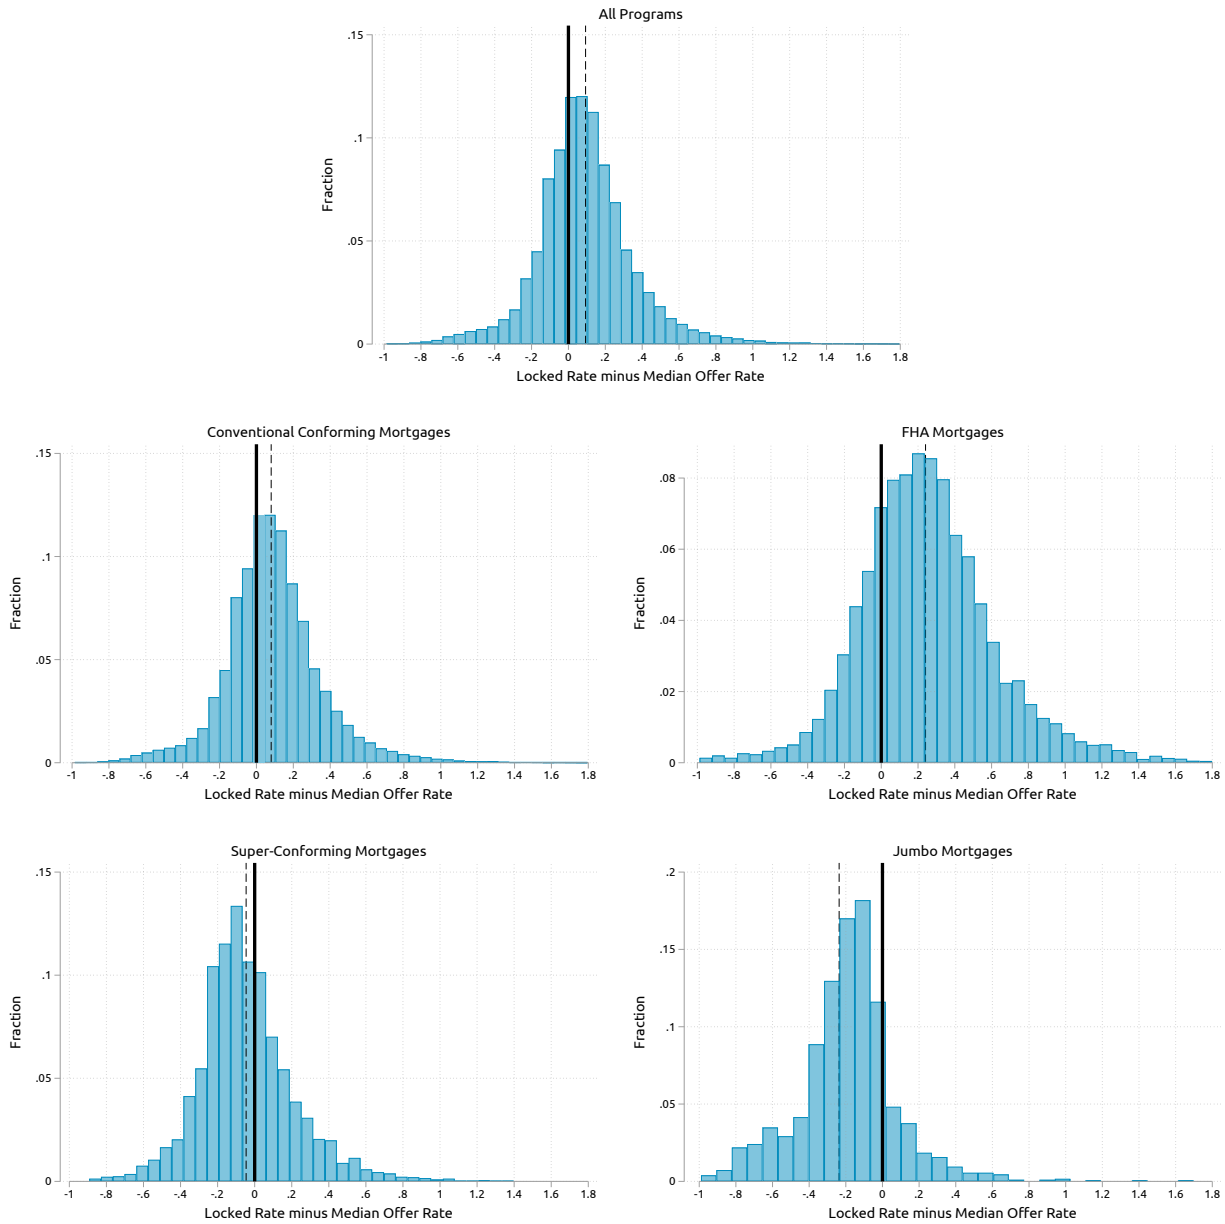 All Programs
.15
.1
.05
0
Fraction
-1 -.8 -.6 -.4 -.2 0 .2 .4 .6 .8 1 1.2 1.4 1.6 1.8
Locked Rate minus Median Offer Rate
Conventional Conforming Mortgages
.15
.1
.05
0
Fraction
-1 -.8 -.6 -.4 -.2 0 .2 .4 .6 .8 1 1.2 1.4 1.6 1.8
Locked Rate minus Median Offer Rate
FHA Mortgages
.08
.06
.04
.02
0
Fraction
-1 -.8 -.6 -.4 -.2 0 .2 .4 .6 .8 1 1.2 1.4 1.6 1.8
Locked Rate minus Median Offer Rate
Super-Conforming Mortgages
.15
.1
.05
0
Fraction
-1 -.8 -.6 -.4 -.2 0 .2 .4 .6 .8 1 1.2 1.4 1.6 1.8
Locked Rate minus Median Offer Rate
Jumbo Mortgages
.2
.15
.1
.05
0
Fraction
-1 -.8 -.6 -.4 -.2 0 .2 .4 .6 .8 1 1.2 1.4 1.6 1.8
Locked Rate minus Median Offer Rate